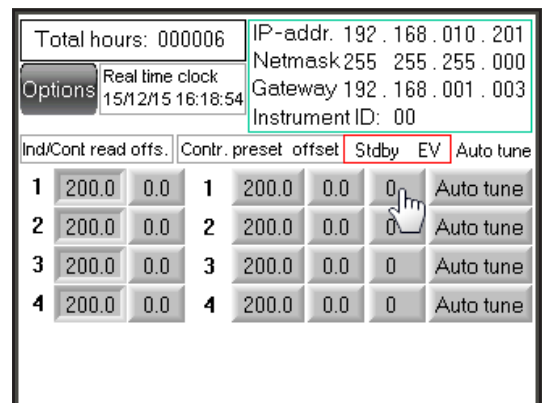 Total hours: 000006
Options
Real time clock
15/12/15 16:18:54
IP-addr. 192 . 168 . 010 . 201
Netmask 255 255 . 255 . 000
Gateway 192 . 168 . 001 . 003
Instrument ID: 00
Ind/Cont read offs. Contr. preset offset Stdby EV Auto tune
1 200.0 0.0 1 200.0 0.0 0 Auto tune
2 200.0 0.0 2 200.0 0.0 0 Auto tune
3 200.0 0.0 3 200.0 0.0 0 Auto tune
4 200.0 0.0 4 200.0 0.0 0 Auto tune